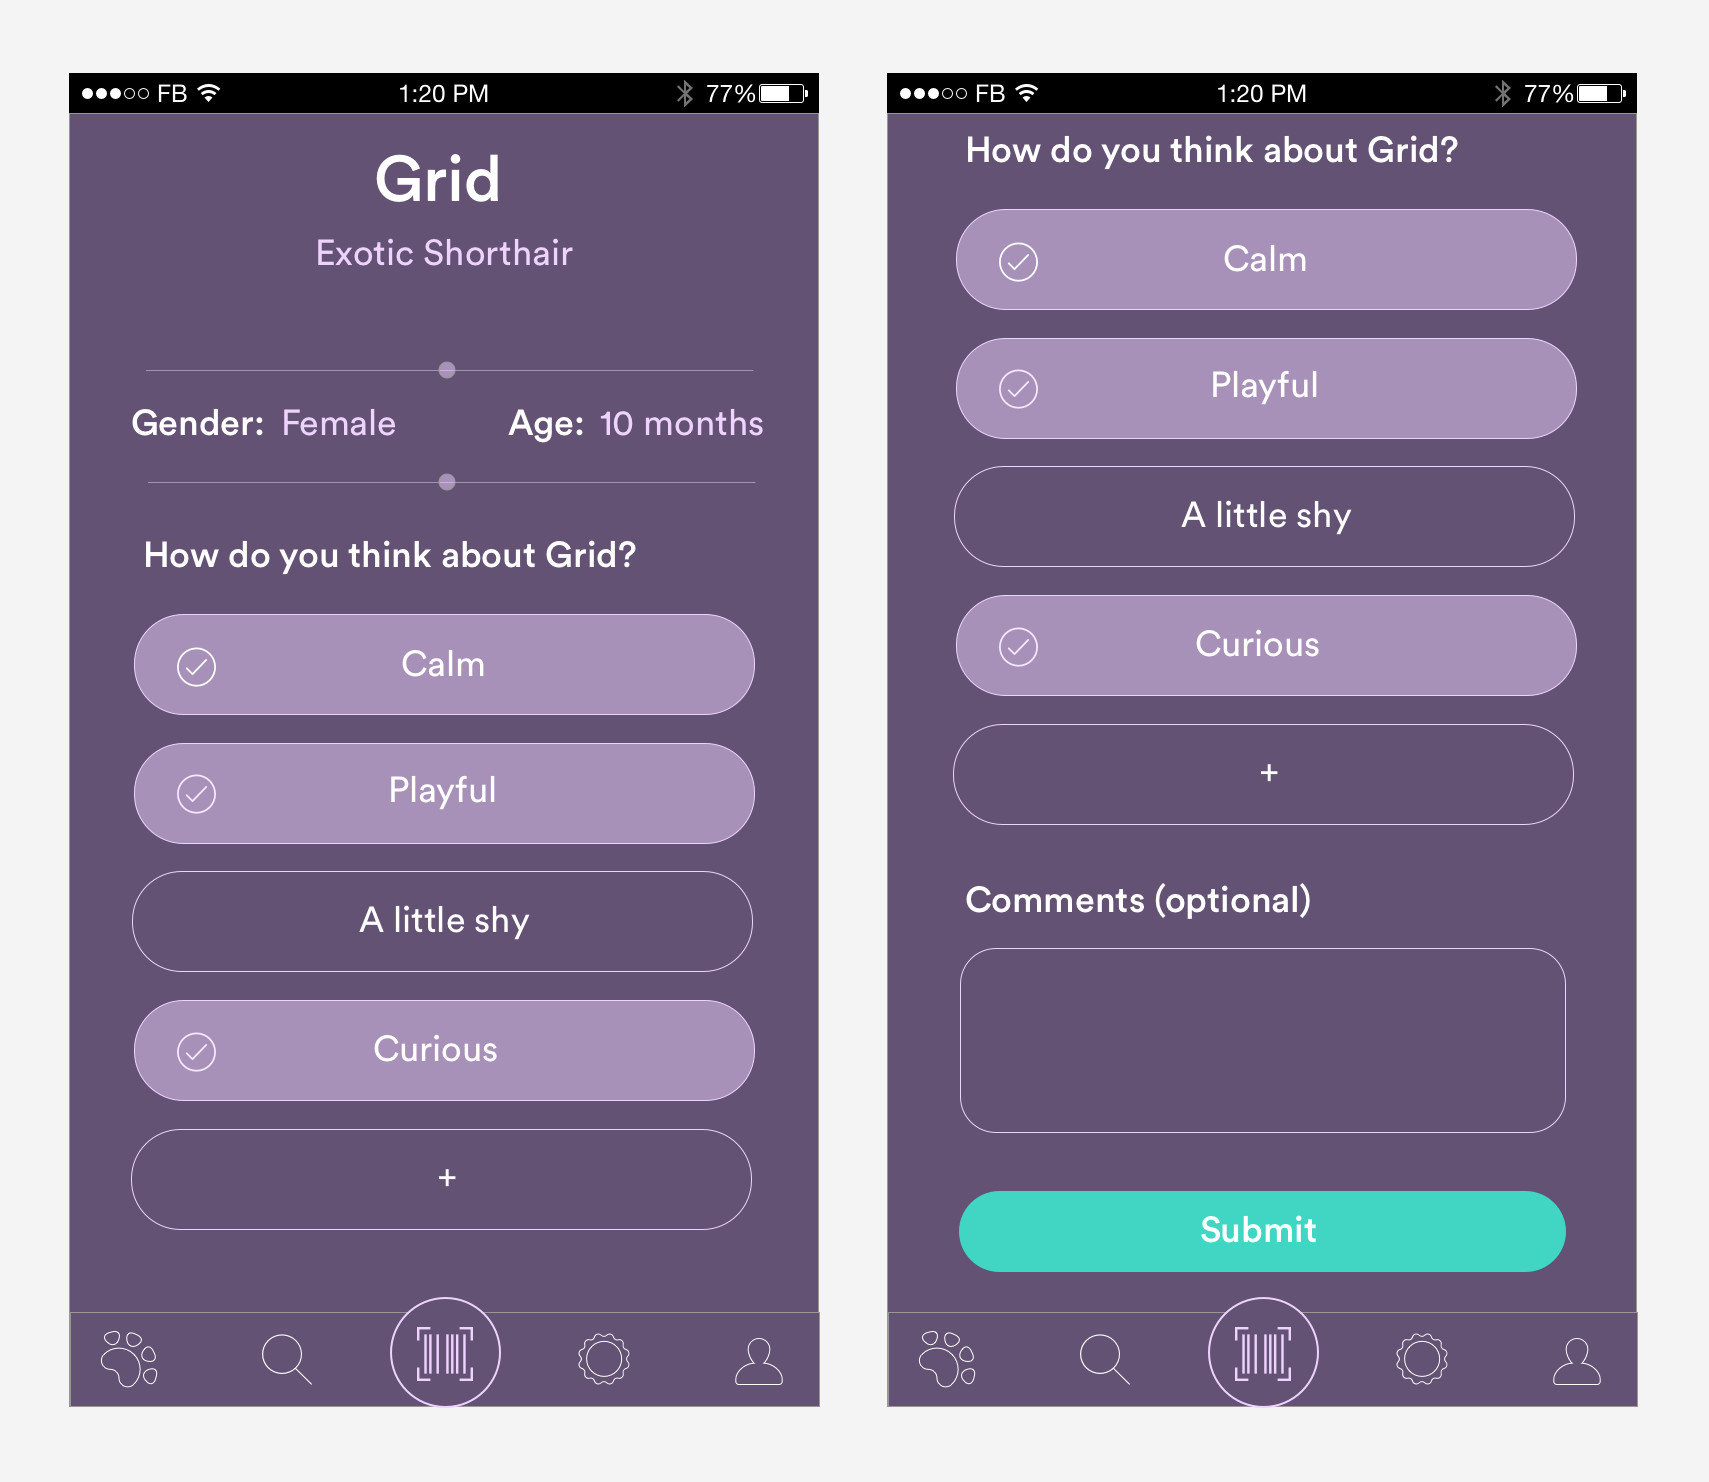 FB 1:20 PM 77%
Grid
Exotic Shorthair
Gender: Female Age: 10 months
How do you think about Grid?
Calm
Playful
A little shy
Curious
+
FB 1:20 PM 77%
How do you think about Grid?
Calm
Playful
A little shy
Curious
+
Comments (optional)
Submit